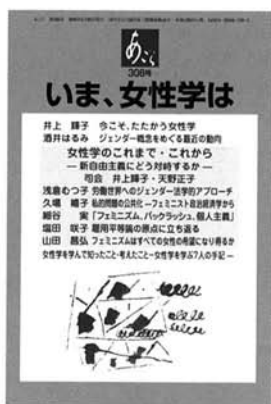 あごら
308号
いま、女性学は
井上 輝子 今こそ、たたかう女性学
酒井はるみ ジェンダー概念をめぐる最近の動向
女性学のこれまで・これから
―新自由主義にどう対峙するか―
司会 井上輝子・天野正子
浅倉むつ子 労働世界へのジェンダー法学的アプローチ
久場 嬉子 私的問題の公共化―フェミニスト自治経済学から
細谷 実 「フェミニズム、バックラッシュ、個人主義」
塩田 咲子 雇用平等論の原点に立ち返る
山田 昌弘 フェミニズムはすべての女性の希望になり得るか
女性学を学んで知ったこと・考えたこと―女性学を学ぶ7人の手記―